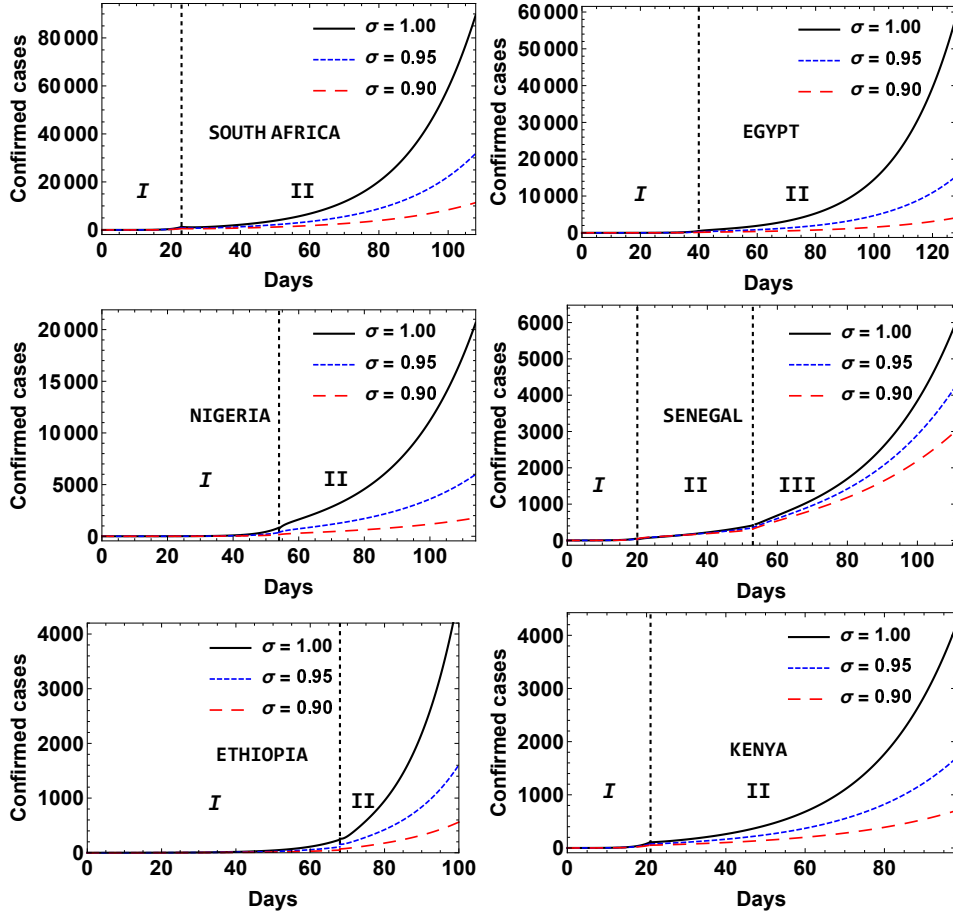 Confirmed cases
80 000
60 000
40 000
20 000
0
σ = 1.00
σ = 0.95
σ = 0.90
SOUTH AFRICA
I
II
0 20 40 60 80 100
Days
Confirmed cases
60 000
50 000
40 000
30 000
20 000
10 000
0
σ = 1.00
σ = 0.95
σ = 0.90
EGYPT
I
II
0 20 40 60 80 100 120
Days
Confirmed cases
20 000
15 000
10 000
5000
0
σ = 1.00
σ = 0.95
σ = 0.90
NIGERIA
I
II
0 20 40 60 80 100
Days
Confirmed cases
6000
5000
4000
3000
2000
1000
0
σ = 1.00
σ = 0.95
σ = 0.90
SENEGAL
I
II
III
0 20 40 60 80 100
Days
Confirmed cases
4000
3000
2000
1000
0
σ = 1.00
σ = 0.95
σ = 0.90
ETHIOPIA
I
II
0 20 40 60 80 100
Days
Confirmed cases
4000
3000
2000
1000
0
σ = 1.00
σ = 0.95
σ = 0.90
KENYA
I
II
0 20 40 60 80
Days